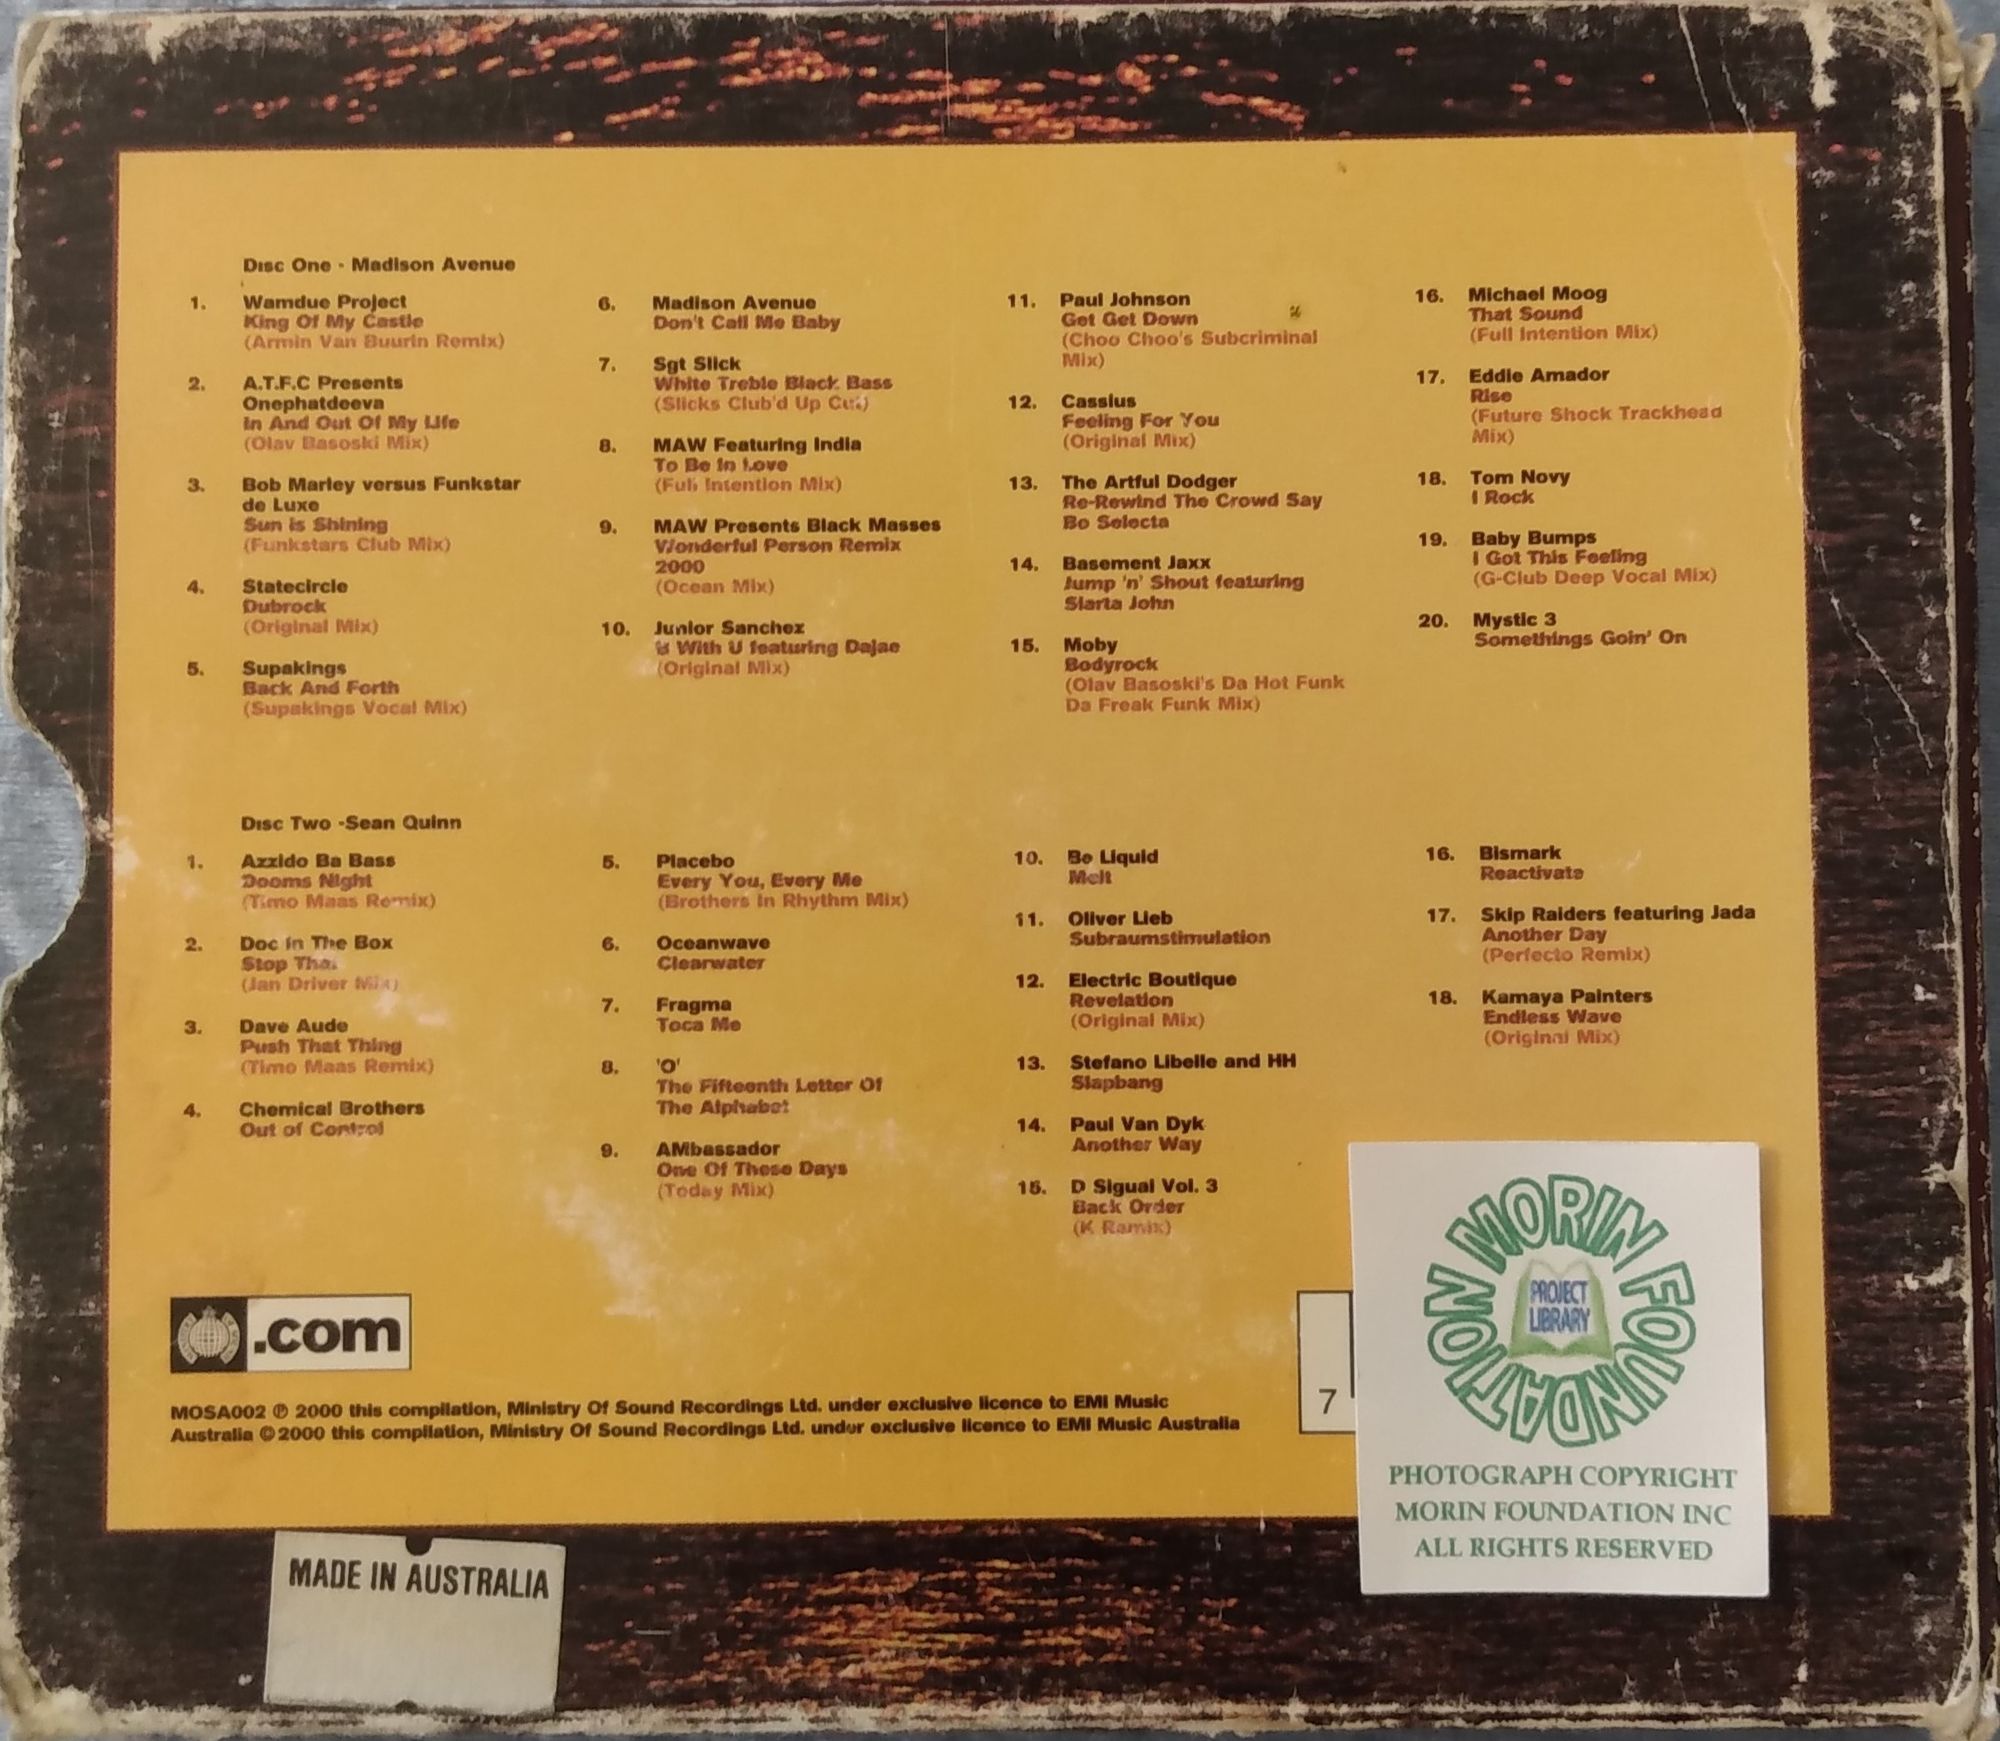 Disc One - Madison Avenue
1. Wamdue Project
King Of My Castle
(Armin Van Buurin Remix)
2. A.T.F.C Presents
Onephatdeeva
In And Out Of My Life
(Olav Basoski Mix)
3. Bob Marley versus Funkstar
de Luxe
Sun is Shining
(Funkstars Club Mix)
4. Statecircle
Dubrock
(Original Mix)
5. Supakings
Back And Forth
(Supakings Vocal Mix)
6. Madison Avenue
Don't Call Me Baby
7. Sgt Slick
White Treble Black Bass
(Slicks Club'd Up Cut)
8. MAW Featuring India
To Be In Love
(Full Intention Mix)
9. MAW Presents Black Masses
Wonderful Person Remix
2000
(Ocean Mix)
10. Junior Sanchez
With U featuring Dajae
(Original Mix)
11. Paul Johnson
Get Get Down
(Choo Choo's Subcriminal
Mix)
12. Cassius
Feeling For You
(Original Mix)
13. The Artful Dodger
Re-Rewind The Crowd Say
Bo Selecta
14. Basement Jaxx
Jump 'n' Shout featuring
Slarta John
15. Moby
Bodyrock
(Olav Basoski's Da Hot Funk
Da Freak Funk Mix)
16. Michael Moog
That Sound
(Full Intention Mix)
17. Eddie Amador
Rise
(Future Shock Trackhead
Mix)
18. Tom Novy
I Rock
19. Baby Bumps
I Got This Feeling
(G-Club Deep Vocal Mix)
20. Mystic 3
Somethings Goin' On
Disc Two -Sean Quinn
1. Azzido Ba Bass
Dooms Night
(Timo Maas Remix)
2. Doc In The Box
Stop That
(Jan Driver Mix)
3. Dave Aude
Push That Thing
(Timo Maas Remix)
4. Chemical Brothers
Out of Control
5. Placebo
Every You, Every Me
(Brothers In Rhythm Mix)
6. Oceanwave
Clearwater
7. Fragma
Toca Me
8. 'O'
The Fifteenth Letter Of
The Alphabet
9. AMbassador
One Of These Days
(Today Mix)
10. Be Liquid
Melt
11. Oliver Lieb
Subraumstimulation
12. Electric Boutique
Revelation
(Original Mix)
13. Stefano Libelle and HH
Slapbang
14. Paul Van Dyk
Another Way
15. D Sigual Vol. 3
Back Order
(K Remix)
16. Bismark
Reactivate
17. Skip Raiders featuring Jada
Another Day
(Perfecto Remix)
18. Kamaya Painters
Endless Wave
(Original Mix)
.com
MOSA002 ℗ 2000 this compilation, Ministry Of Sound Recordings Ltd. under exclusive licence to EMI Music
Australia © 2000 this compilation, Ministry Of Sound Recordings Ltd. under exclusive licence to EMI Music Australia
7
MADE IN AUSTRALIA
MORIN FOUNDATION
PROJECT
LIBRARY
PHOTOGRAPH COPYRIGHT
MORIN FOUNDATION INC
ALL RIGHTS RESERVED